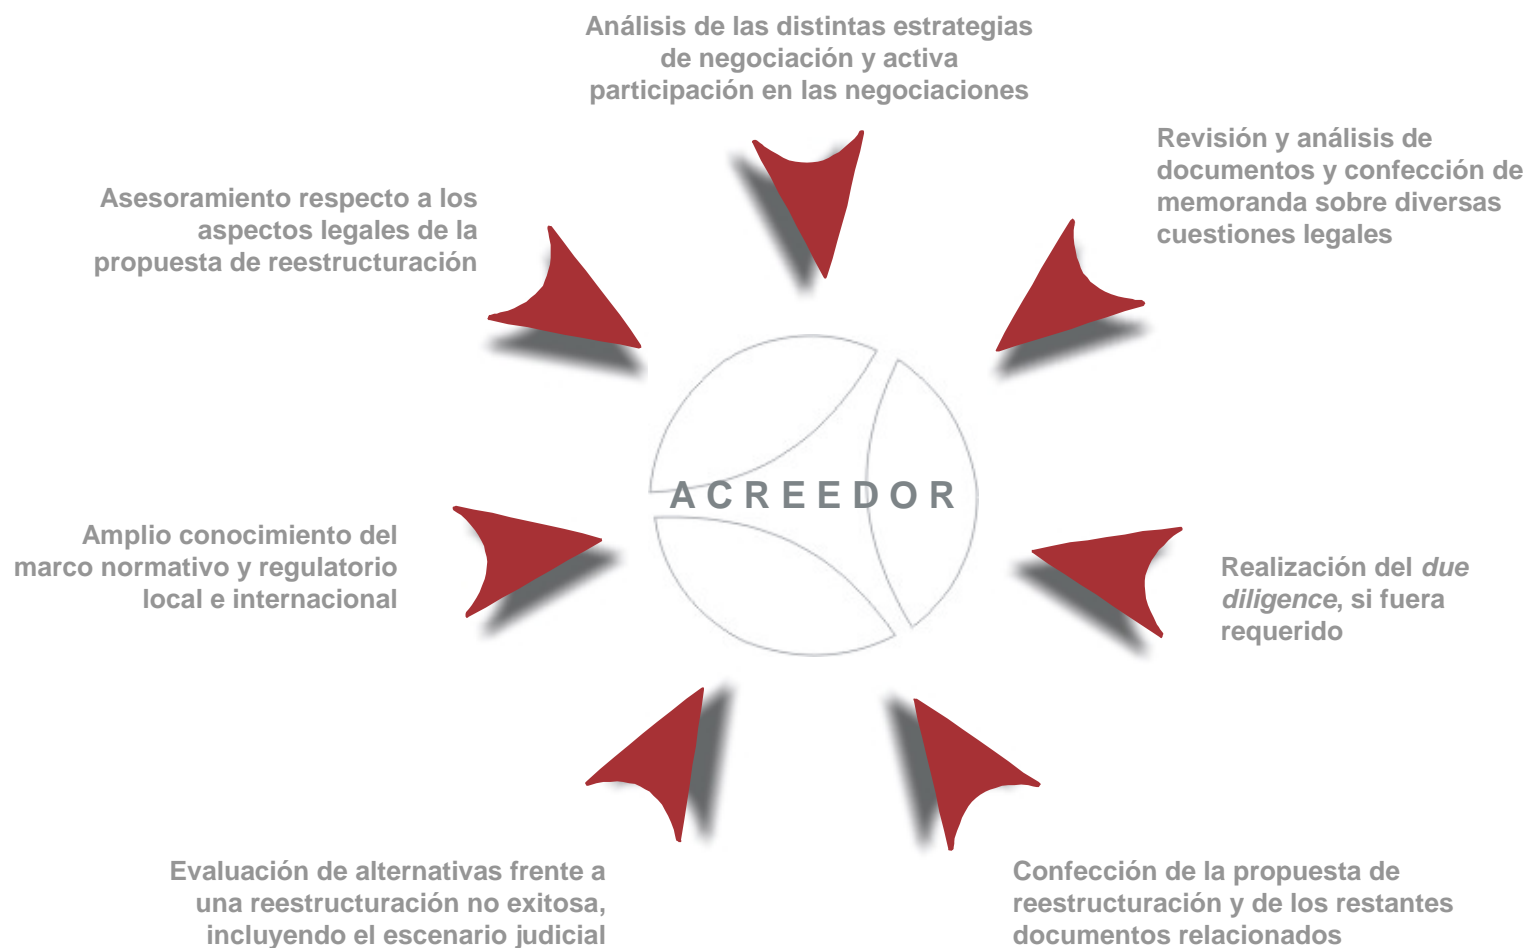 Análisis de las distintas estrategias
de negociación y activa
participación en las negociaciones
Revisión y análisis de
documentos y confección de
memoranda sobre diversas
cuestiones legales
Asesoramiento respecto a los
aspectos legales de la
propuesta de reestructuración
ACREEDOR
Amplio conocimiento del
marco normativo y regulatorio
local e internacional
Realización del due
diligence, si fuera
requerido
Evaluación de alternativas frente a
una reestructuración no exitosa,
incluyendo el escenario judicial
Confección de la propuesta de
reestructuración y de los restantes
documentos relacionados